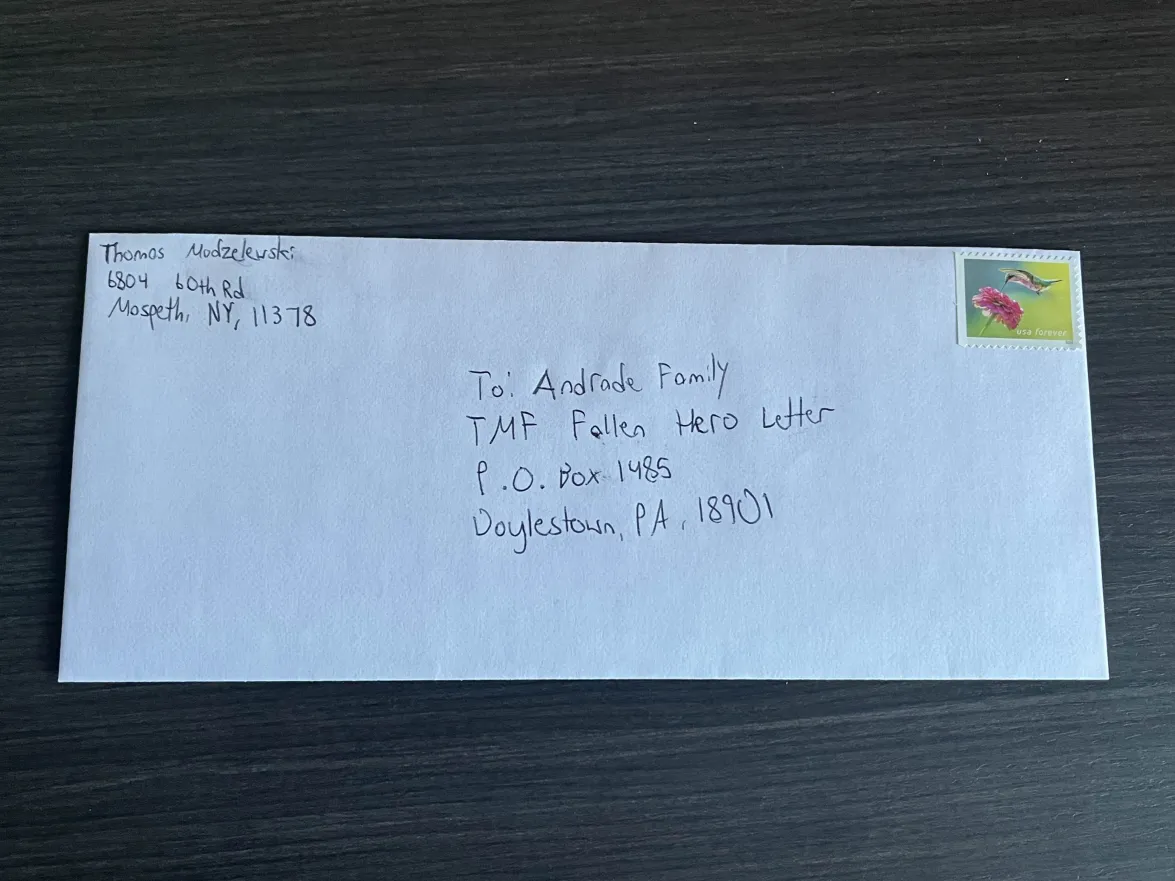 Thomas Modzelewski
6804 60th Rd
Maspeth, NY, 11378
usa forever
To: Andrade Family
TMF Fallen Hero Letter
P.O. Box 1485
Doylestown, PA, 18901